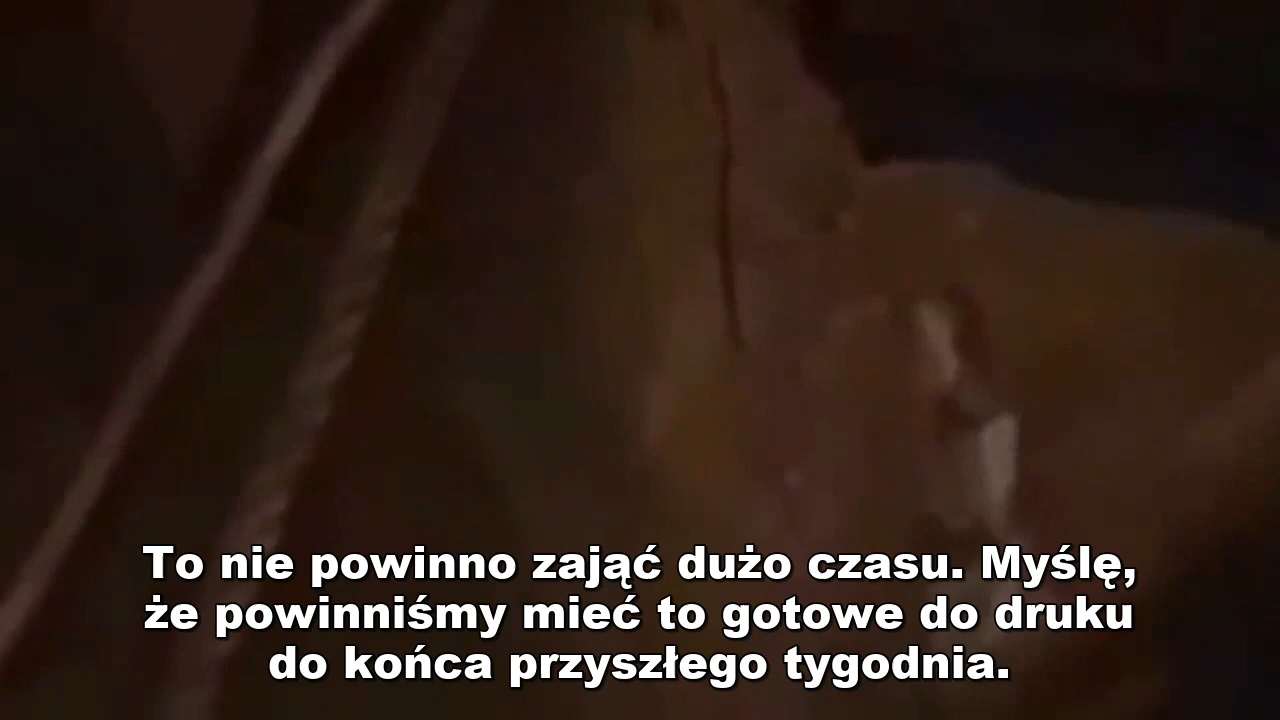 To nie powinno zająć dużo czasu. Myślę,
że powinniśmy mieć to gotowe do druku
do końca przyszłego tygodnia.